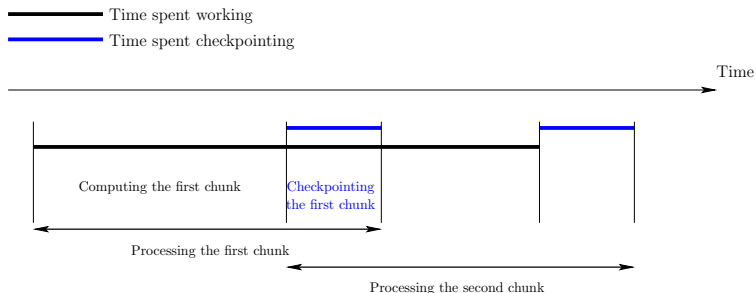 Time spent working
Time spent checkpointing
Time
Computing the first chunk
Checkpointing
the first chunk
Processing the first chunk
Processing the second chunk